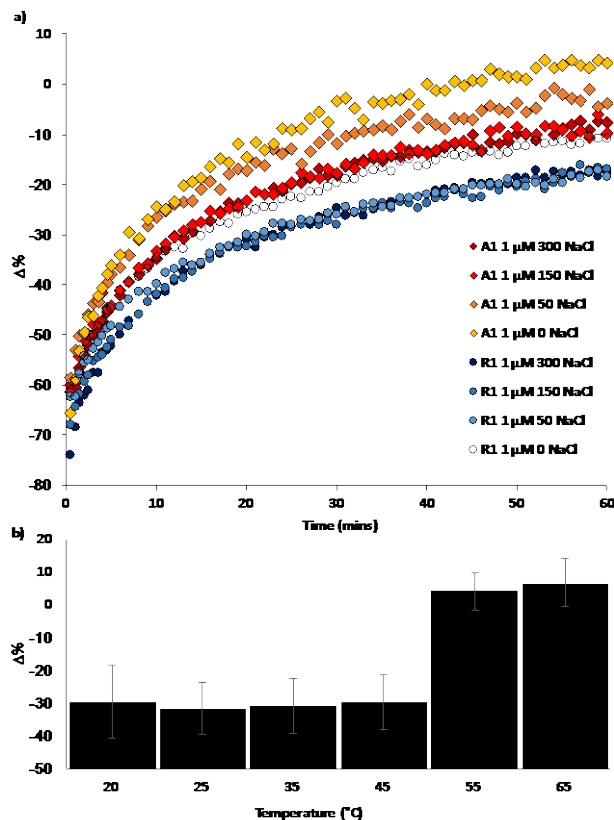 a)
10
0
-10
-20
-30
-40
-50
-60
-70
-80
Δ%
A1 1 µM 300 NaCl
A1 1 µM 150 NaCl
A1 1 µM 50 NaCl
A1 1 µM 0 NaCl
R1 1 µM 300 NaCl
R1 1 µM 150 NaCl
R1 1 µM 50 NaCl
R1 1 µM 0 NaCl
0 10 20 30 40 50 60
Time (mins)
b)
20
10
0
-10
-20
-30
-40
-50
Δ%
20 25 35 45 55 65
Temperature (°C)